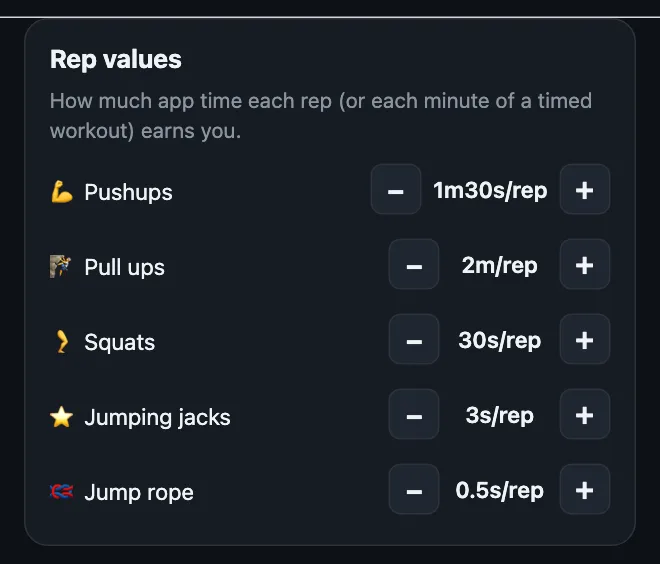 Rep values
How much app time each rep (or each minute of a timed
workout) earns you.
💪 Pushups − 1m30s/rep +
🧗 Pull ups − 2m/rep +
🦵 Squats − 30s/rep +
⭐ Jumping jacks − 3s/rep +
🪢 Jump rope − 0.5s/rep +